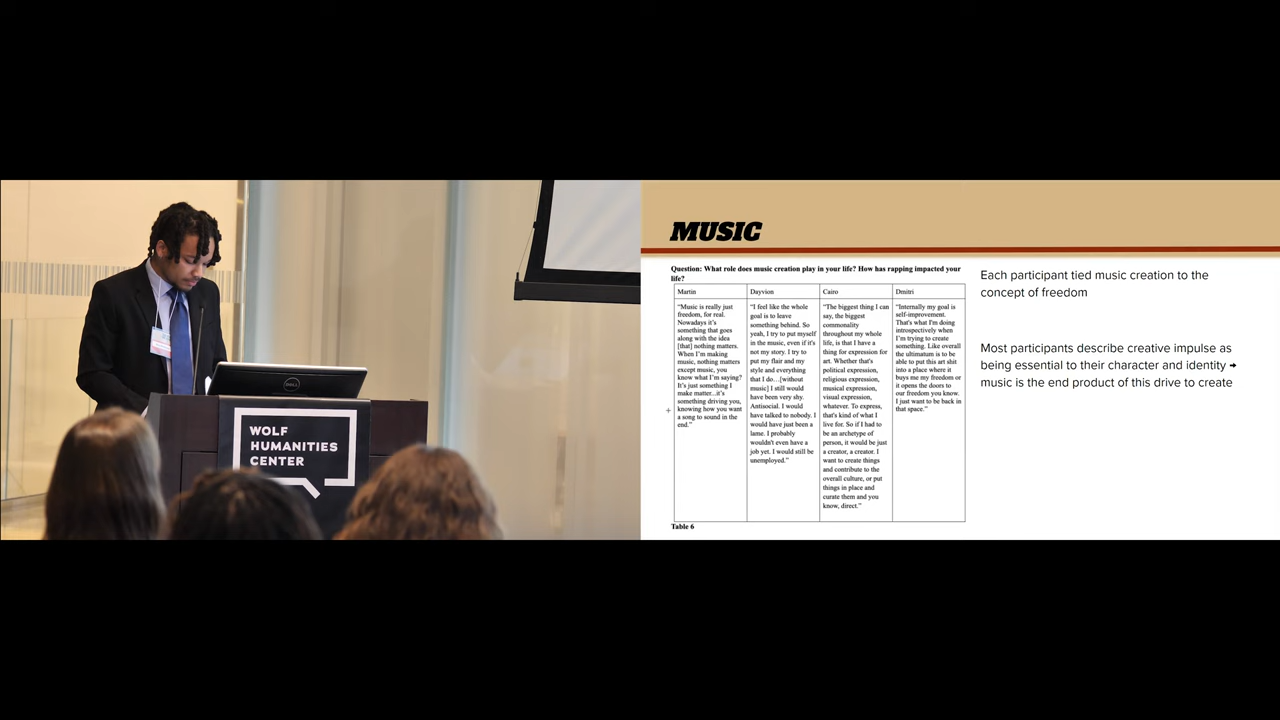 DELL
WOLF
HUMANITIES
CENTER
MUSIC
Question: What role does music creation play in your life? How has rapping impacted your
life?
Martin
"Music is really just
freedom, for real.
Nowadays it's
something that goes
along with the idea
[that] nothing matters.
When I'm making
music, nothing matters
except music, you
know what I'm saying?
It's just something I
make matter...it's
something driving you,
knowing how you want
a song to sound in the
end."
Dayvion
"I feel like the whole
goal is to leave
something behind. So
yeah, I try to put myself
in the music, even if it's
not my story. I try to
put my flair and my
style and everything
that I do…[without
music] I still would
have been very shy.
Antisocial. I would
have talked to nobody. I
would have just been a
lame. I probably
wouldn't even have a
job yet. I would still be
unemployed."
Cairo
"The biggest thing I can
say, the biggest
commonality
throughout my whole
life, is that I have a
thing for expression for
art. Whether that's
political expression,
religious expression,
musical expression,
visual expression,
whatever. To express,
that's kind of what I
live for. So if I had to
be an archetype of
person, it would be just
a creator, a creator. I
want to create things
and contribute to the
overall culture, or put
things in place and
curate them and you
know, direct."
Dmitri
"Internally my goal is
self-improvement.
That's what I'm doing
introspectively when
I'm trying to create
something. Like overall
the ultimatum is to be
able to put this art shit
into a place where it
buys me my freedom or
it opens the doors to
our freedom you know.
I just want to be back in
that space."
Table 6
Each participant tied music creation to the
concept of freedom
Most participants describe creative impulse as
being essential to their character and identity →
music is the end product of this drive to create